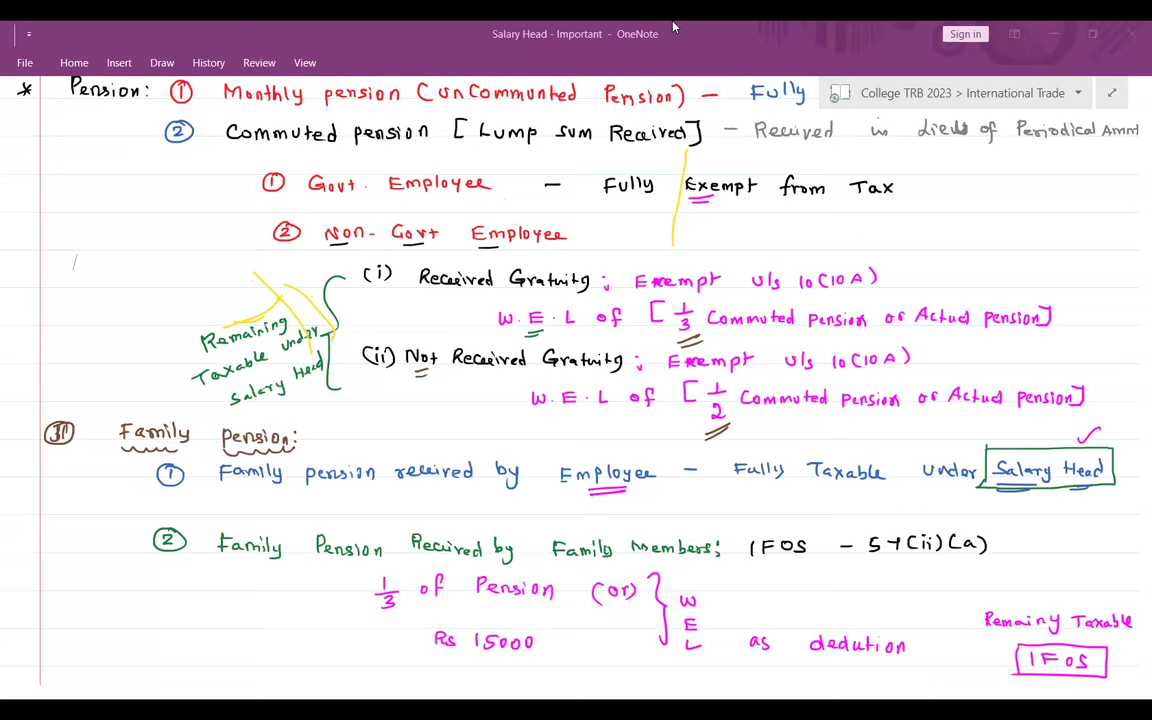 Salary Head - Important - OneNote
Sign in
File Home Insert Draw History Review View
College TRB 2023 > International Trade
* Pension: ① Monthly pension (unCommunted Pension) - Fully
② Commuted pension [Lump sum Received] - Received is Lieu of Periodical Ammt
① Govt. Employee - Fully Exempt from Tax
② Non-Govt Employee
(i) Received Gratuity; Exempt u/s 10(10A)
W.E.L of [1/3 Commuted Pension or Actual pension]
(ii) Not Received Gratuity; Exempt u/s 10(10A)
W.E.L of [1/2 Commuted Pension or Actual pension]
Remaining
Taxable under
Salary Head
③ Family pension:
① Family pension received by Employee - Fully Taxable under Salary Head
② Family Pension Received by Family Members: IFOS - 57(ii)(a)
1/3 of Pension (or)
Rs 15000
W
E
L as dedution
Remainy Taxable
IFOS